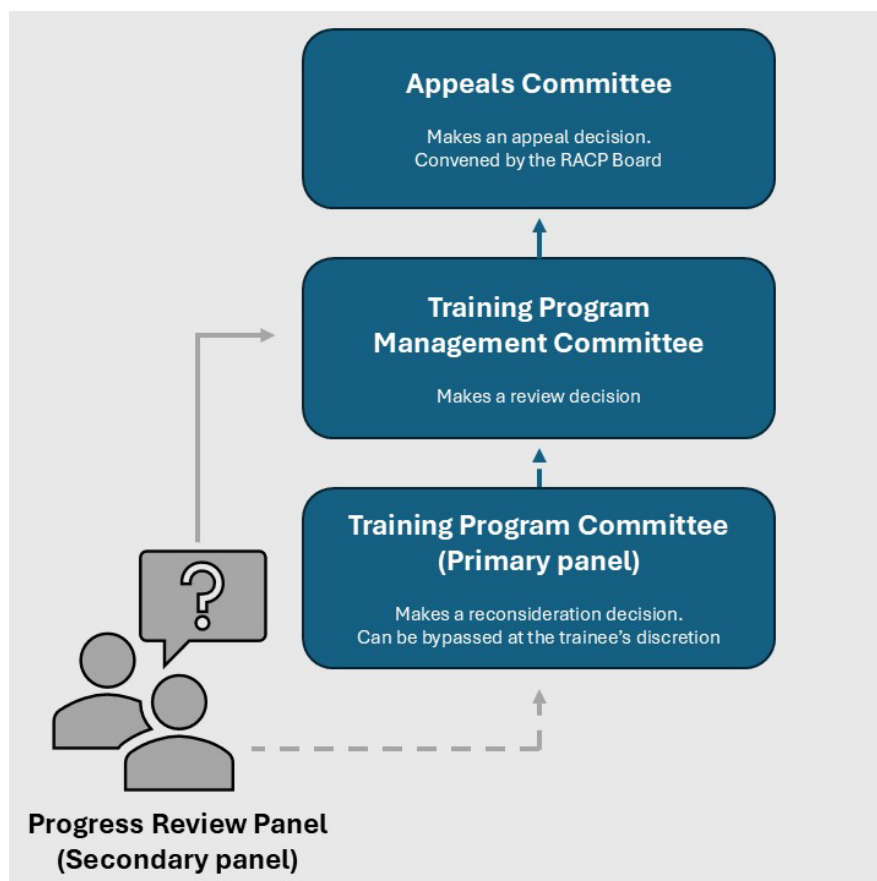 Appeals Committee
Makes an appeal decision.
Convened by the RACP Board
Training Program
Management Committee
Makes a review decision
Training Program Committee
(Primary panel)
Makes a reconsideration decision.
Can be bypassed at the trainee’s discretion
?
Progress Review Panel
(Secondary panel)